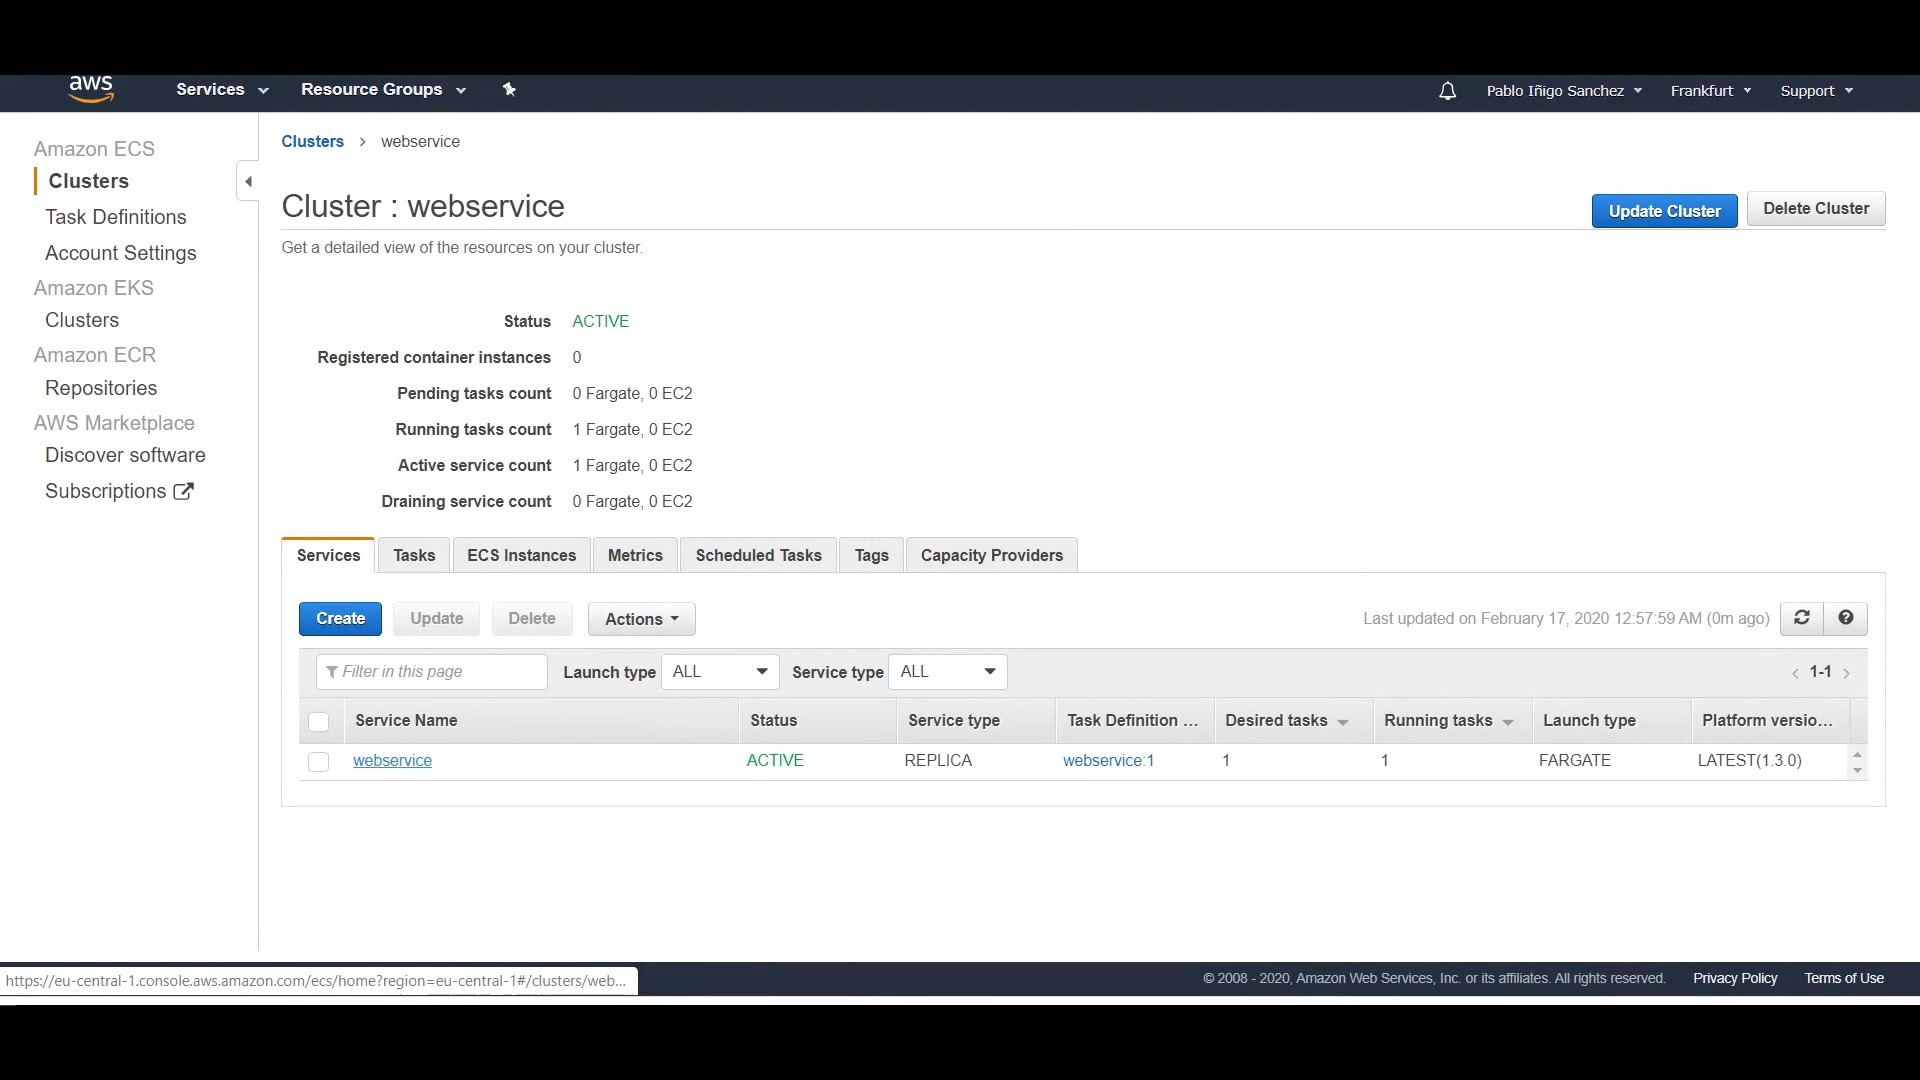 aws Services Resource Groups Pablo Iñigo Sanchez Frankfurt Support
Amazon ECS
Clusters
Task Definitions
Account Settings
Amazon EKS
Clusters
Amazon ECR
Repositories
AWS Marketplace
Discover software
Subscriptions
Clusters > webservice
Cluster : webservice
Update Cluster Delete Cluster
Get a detailed view of the resources on your cluster.
Status ACTIVE
Registered container instances 0
Pending tasks count 0 Fargate, 0 EC2
Running tasks count 1 Fargate, 0 EC2
Active service count 1 Fargate, 0 EC2
Draining service count 0 Fargate, 0 EC2
Services Tasks ECS Instances Metrics Scheduled Tasks Tags Capacity Providers
Create Update Delete Actions Last updated on February 17, 2020 12:57:59 AM (0m ago)
Filter in this page Launch type ALL Service type ALL < 1-1 >
Service Name Status Service type Task Definition ... Desired tasks Running tasks Launch type Platform versio...
webservice ACTIVE REPLICA webservice:1 1 1 FARGATE LATEST(1.3.0)
https://eu-central-1.console.aws.amazon.com/ecs/home?region=eu-central-1#/clusters/web...
© 2008 - 2020, Amazon Web Services, Inc. or its affiliates. All rights reserved. Privacy Policy Terms of Use